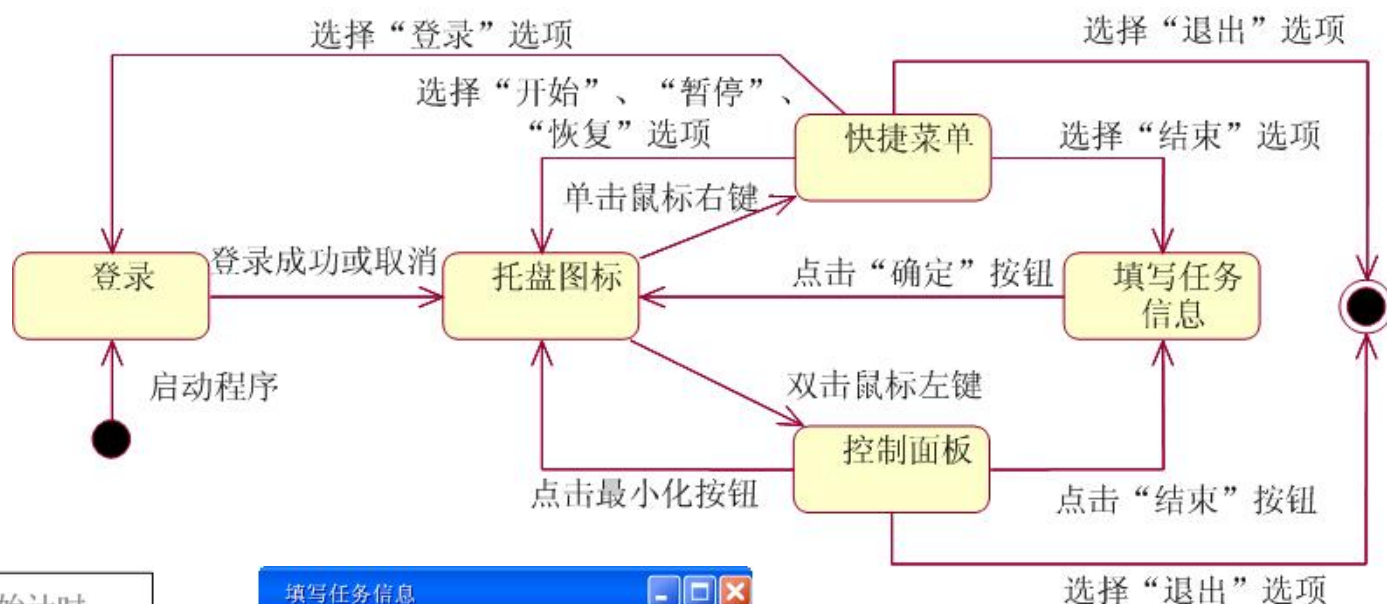 选择“登录”选项
选择“退出”选项
选择“开始”、“暂停”、
“恢复”选项
快捷菜单
选择“结束”选项
单击鼠标右键
登录
登录成功或取消
托盘图标
点击“确定”按钮
填写任务
信息
启动程序
双击鼠标左键
控制面板
点击最小化按钮
点击“结束”按钮
选择“退出”选项
填写任务信息